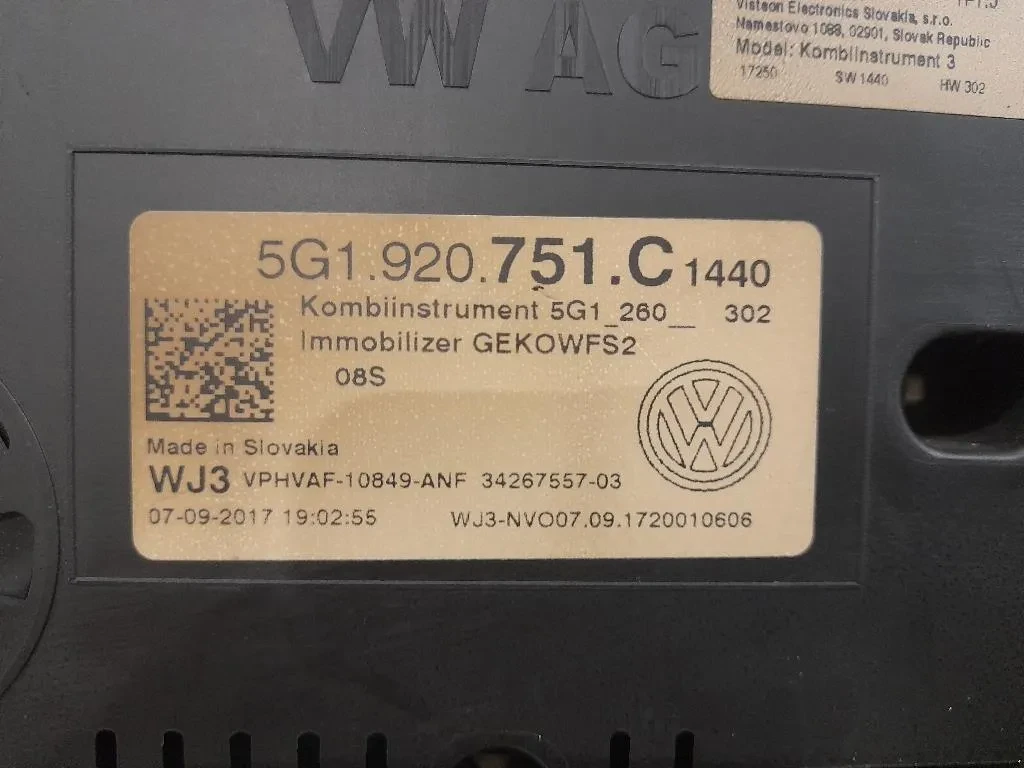 VW AG
Visteon Electronics Slovakia, s.r.o.
Namestovo 1088, 02901, Slovak Republic
Model: Kombiinstrument 3
17250 SW 1440 HW 302
5G1.920.751.C 1440
Kombiinstrument 5G1_260__ 302
Immobilizer GEKOWFS2
08S
Made in Slovakia
WJ3 VPHVAF-10849-ANF 34267557-03
07-09-2017 19:02:55 WJ3-NVO07.09.1720010606